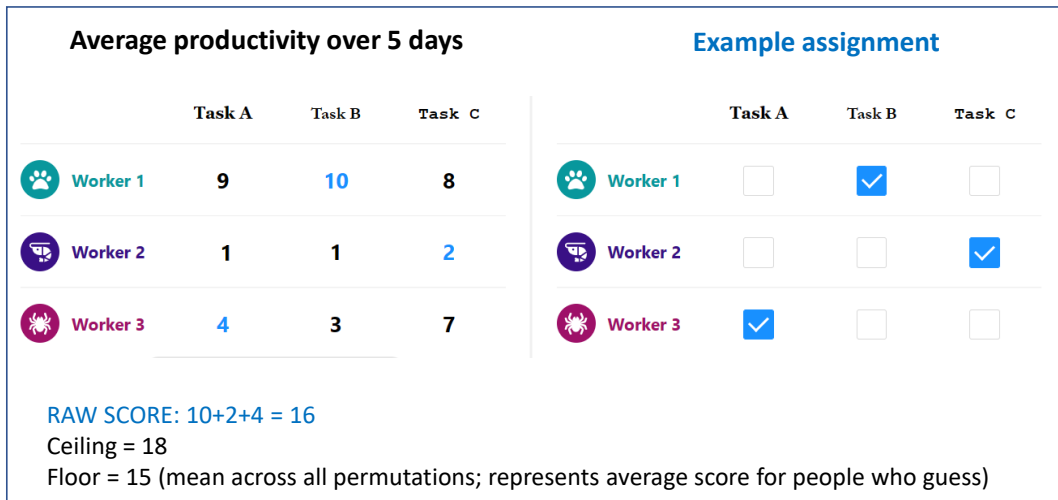 Average productivity over 5 days
Example assignment
Task A Task B Task C
Worker 1 9 10 8
Worker 2 1 1 2
Worker 3 4 3 7
Task A Task B Task C
Worker 1
Worker 2
Worker 3
RAW SCORE: 10+2+4 = 16
Ceiling = 18
Floor = 15 (mean across all permutations; represents average score for people who guess)